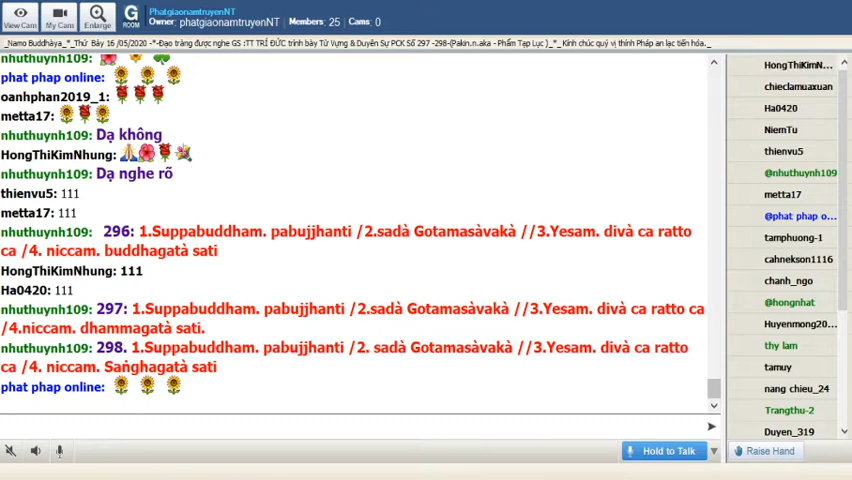 View Cam
My Cams
Enlarge
G
ROOM
PhatgiaonamtruyenNT
Owner: phatgiaonamtruyenNT | Members: 25 | Cams: 0
_Namo Buddhàya_*_Thứ Bảy 16 /05/2020 -*-Đạo tràng được nghe GS :TT TRÍ ĐỨC trình bày Từ Vựng & Duyên Sự PCK Số 297 -298-(Pakin.n.aka - Phẩm Tạp Lục )_*_ Kính chúc quý vị thính Pháp an lạc tiến hóa._
nhuthuynh109:
phat phap online:
oanhphan2019_1:
metta17:
nhuthuynh109: Dạ không
HongThiKimNhung:
nhuthuynh109: Dạ nghe rõ
thienvu5: 111
metta17: 111
nhuthuynh109: 296: 1.Suppabuddham. pabujjhanti /2.sadà Gotamasàvakà //3.Yesam. divà ca ratto
ca /4. niccam. buddhagatà sati
HongThiKimNhung: 111
Ha0420: 111
nhuthuynh109: 297: 1.Suppabuddham. pabujjhanti /2.sadà Gotamasàvakà //3.Yesam. divà ca ratto ca
/4.niccam. dhammagatà sati.
nhuthuynh109: 298. 1.Suppabuddham. pabujjhanti /2. sadà Gotamasàvakà //3.Yesam. divà ca ratto
ca /4. niccam. Saṅghagatà sati
phat phap online:
Hold to Talk
HongThiKimN...
chieclamuaxuan
Ha0420
NiemTu
thienvu5
@nhuthuynh109
metta17
@phat phap o...
tamphuong-1
cahnekson1116
chanh_ngo
@hongnhat
Huyenmong20...
thy lam
tamuy
nang chieu_24
Trangthu-2
Duyen_319
Raise Hand